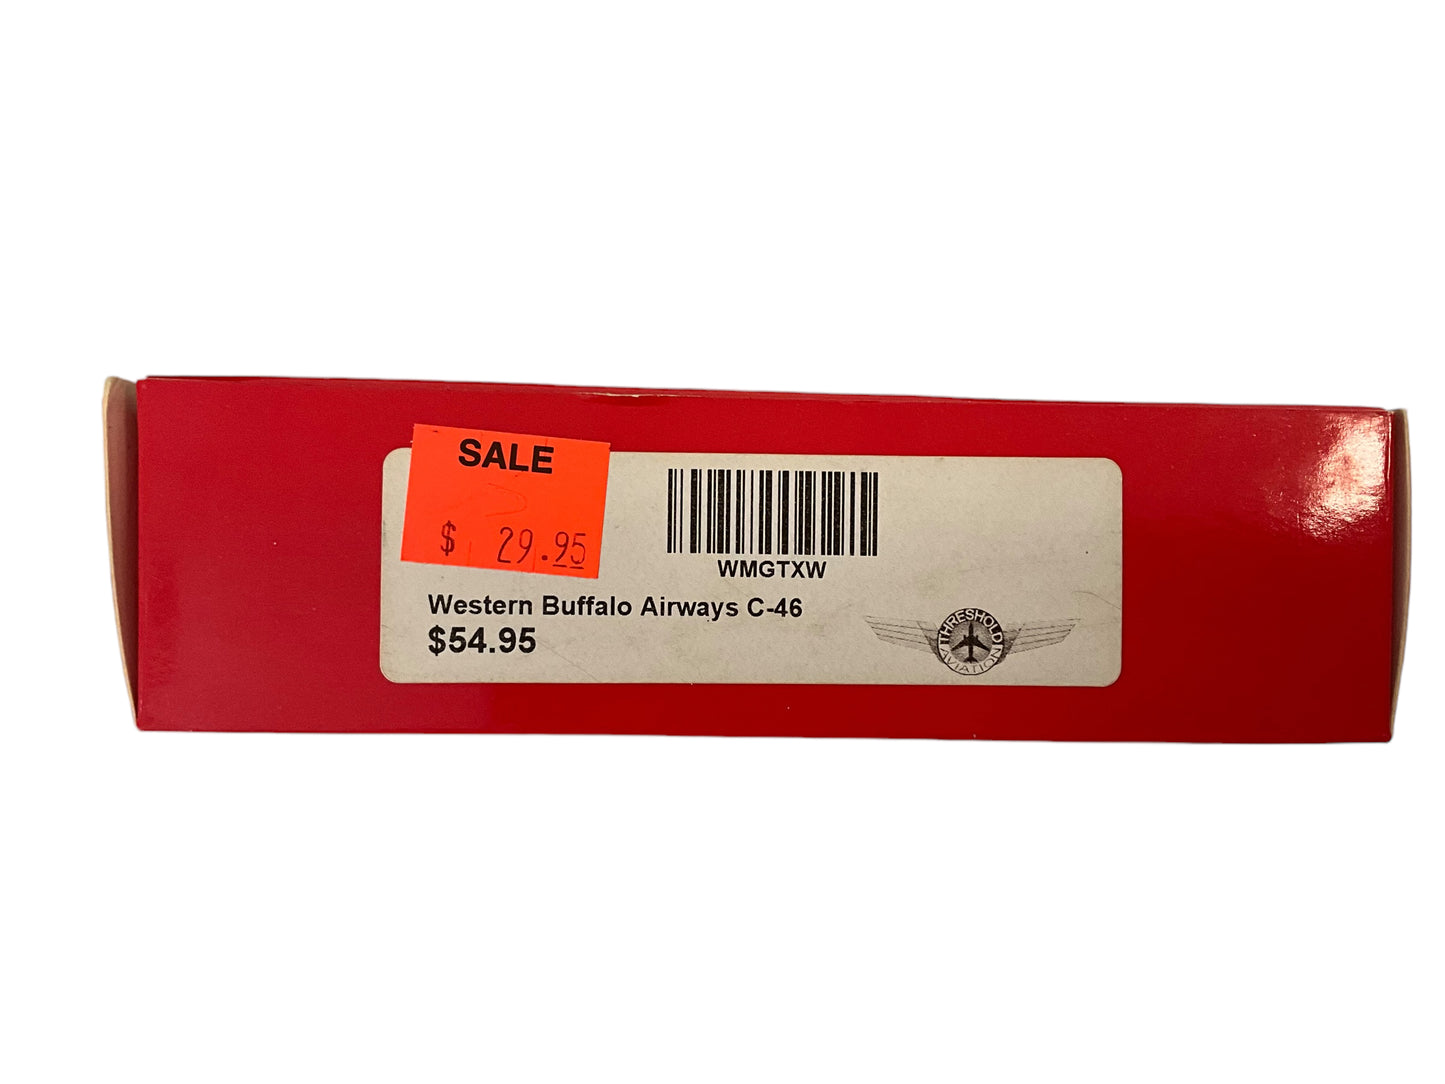 SALE
$ 29.95
WMGTXW
Western Buffalo Airways C-46
$54.95
THRESHOLD
AVIATION